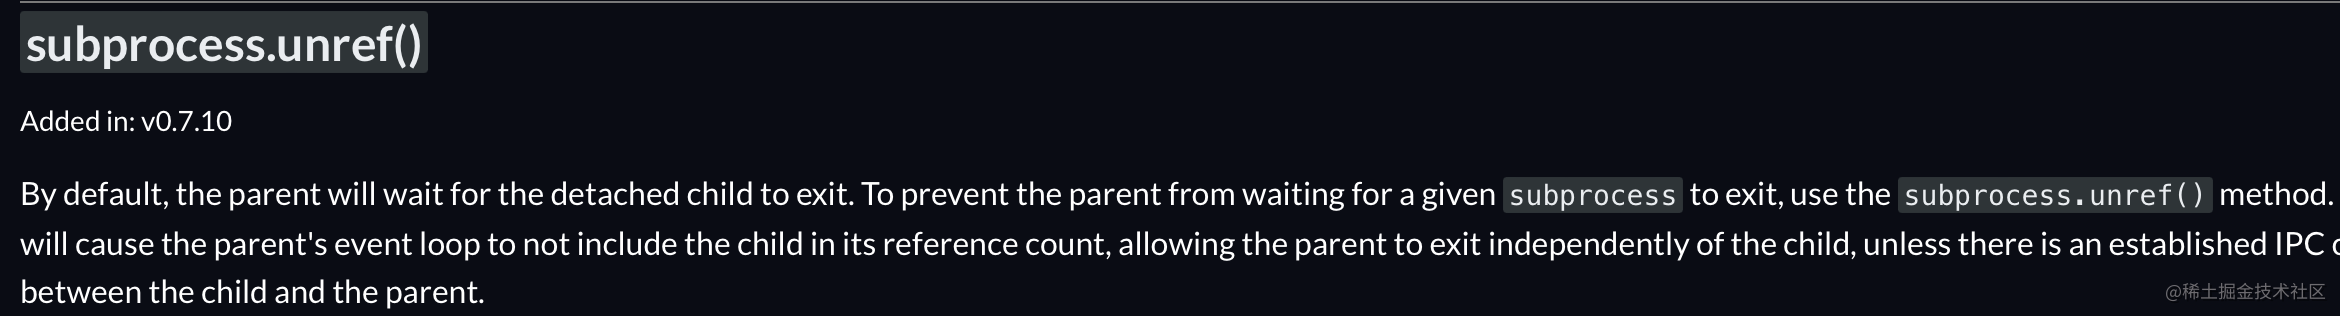 subprocess.unref()
Added in: v0.7.10
By default, the parent will wait for the detached child to exit. To prevent the parent from waiting for a given subprocess to exit, use the subprocess.unref() method.
will cause the parent's event loop to not include the child in its reference count, allowing the parent to exit independently of the child, unless there is an established IPC
between the child and the parent.
@稀土掘金技术社区